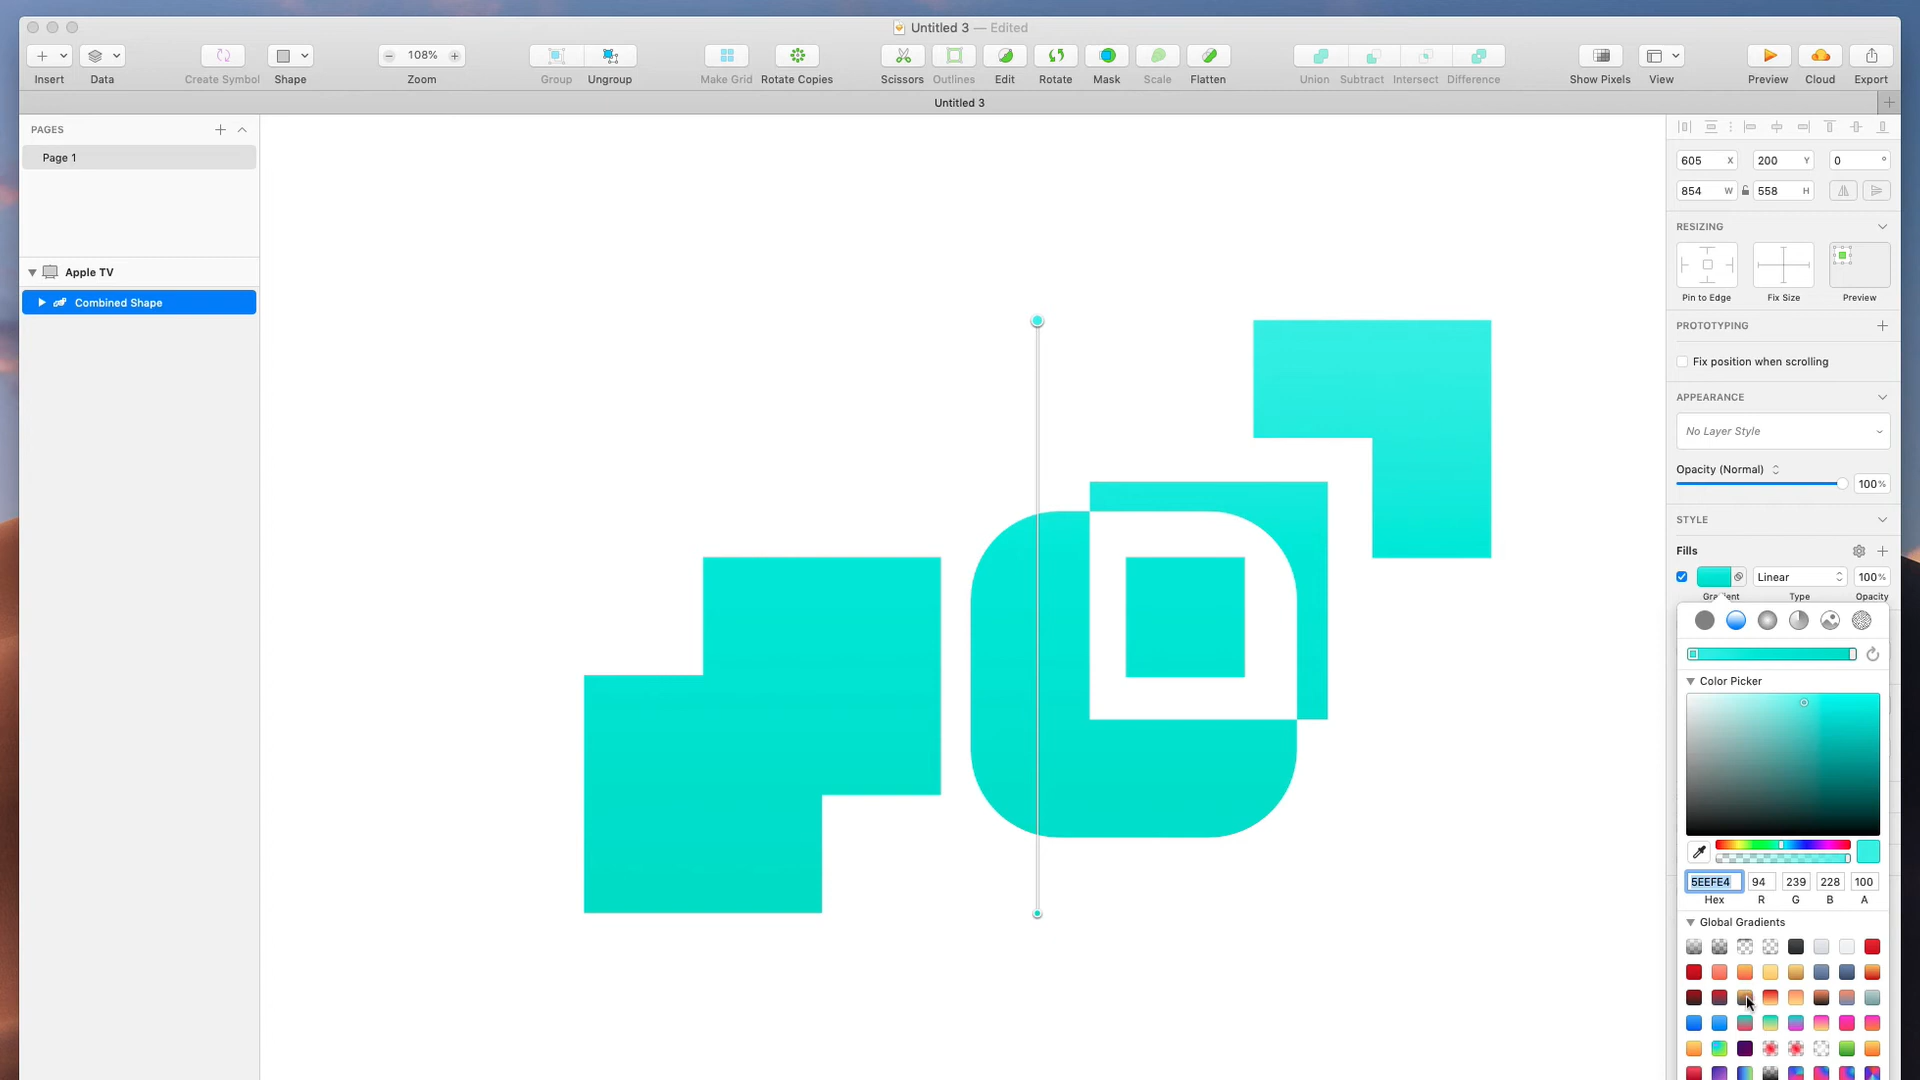 Untitled 3 — Edited
108%
Insert
Data
Create Symbol
Shape
Zoom
Group
Ungroup
Make Grid
Rotate Copies
Scissors
Outlines
Edit
Rotate
Mask
Scale
Flatten
Union
Subtract
Intersect
Difference
Show Pixels
View
Preview
Cloud
Export
Untitled 3
PAGES
Page 1
Apple TV
Combined Shape
605 X
200 Y
0 °
854 W
558 H
RESIZING
Pin to Edge
Fix Size
Preview
PROTOTYPING
Fix position when scrolling
APPEARANCE
No Layer Style
Opacity (Normal)
100%
STYLE
Fills
Linear
100%
Gradient
Type
Opacity
Color Picker
5EEFE4
94
239
228
100
Hex
R
G
B
A
Global Gradients